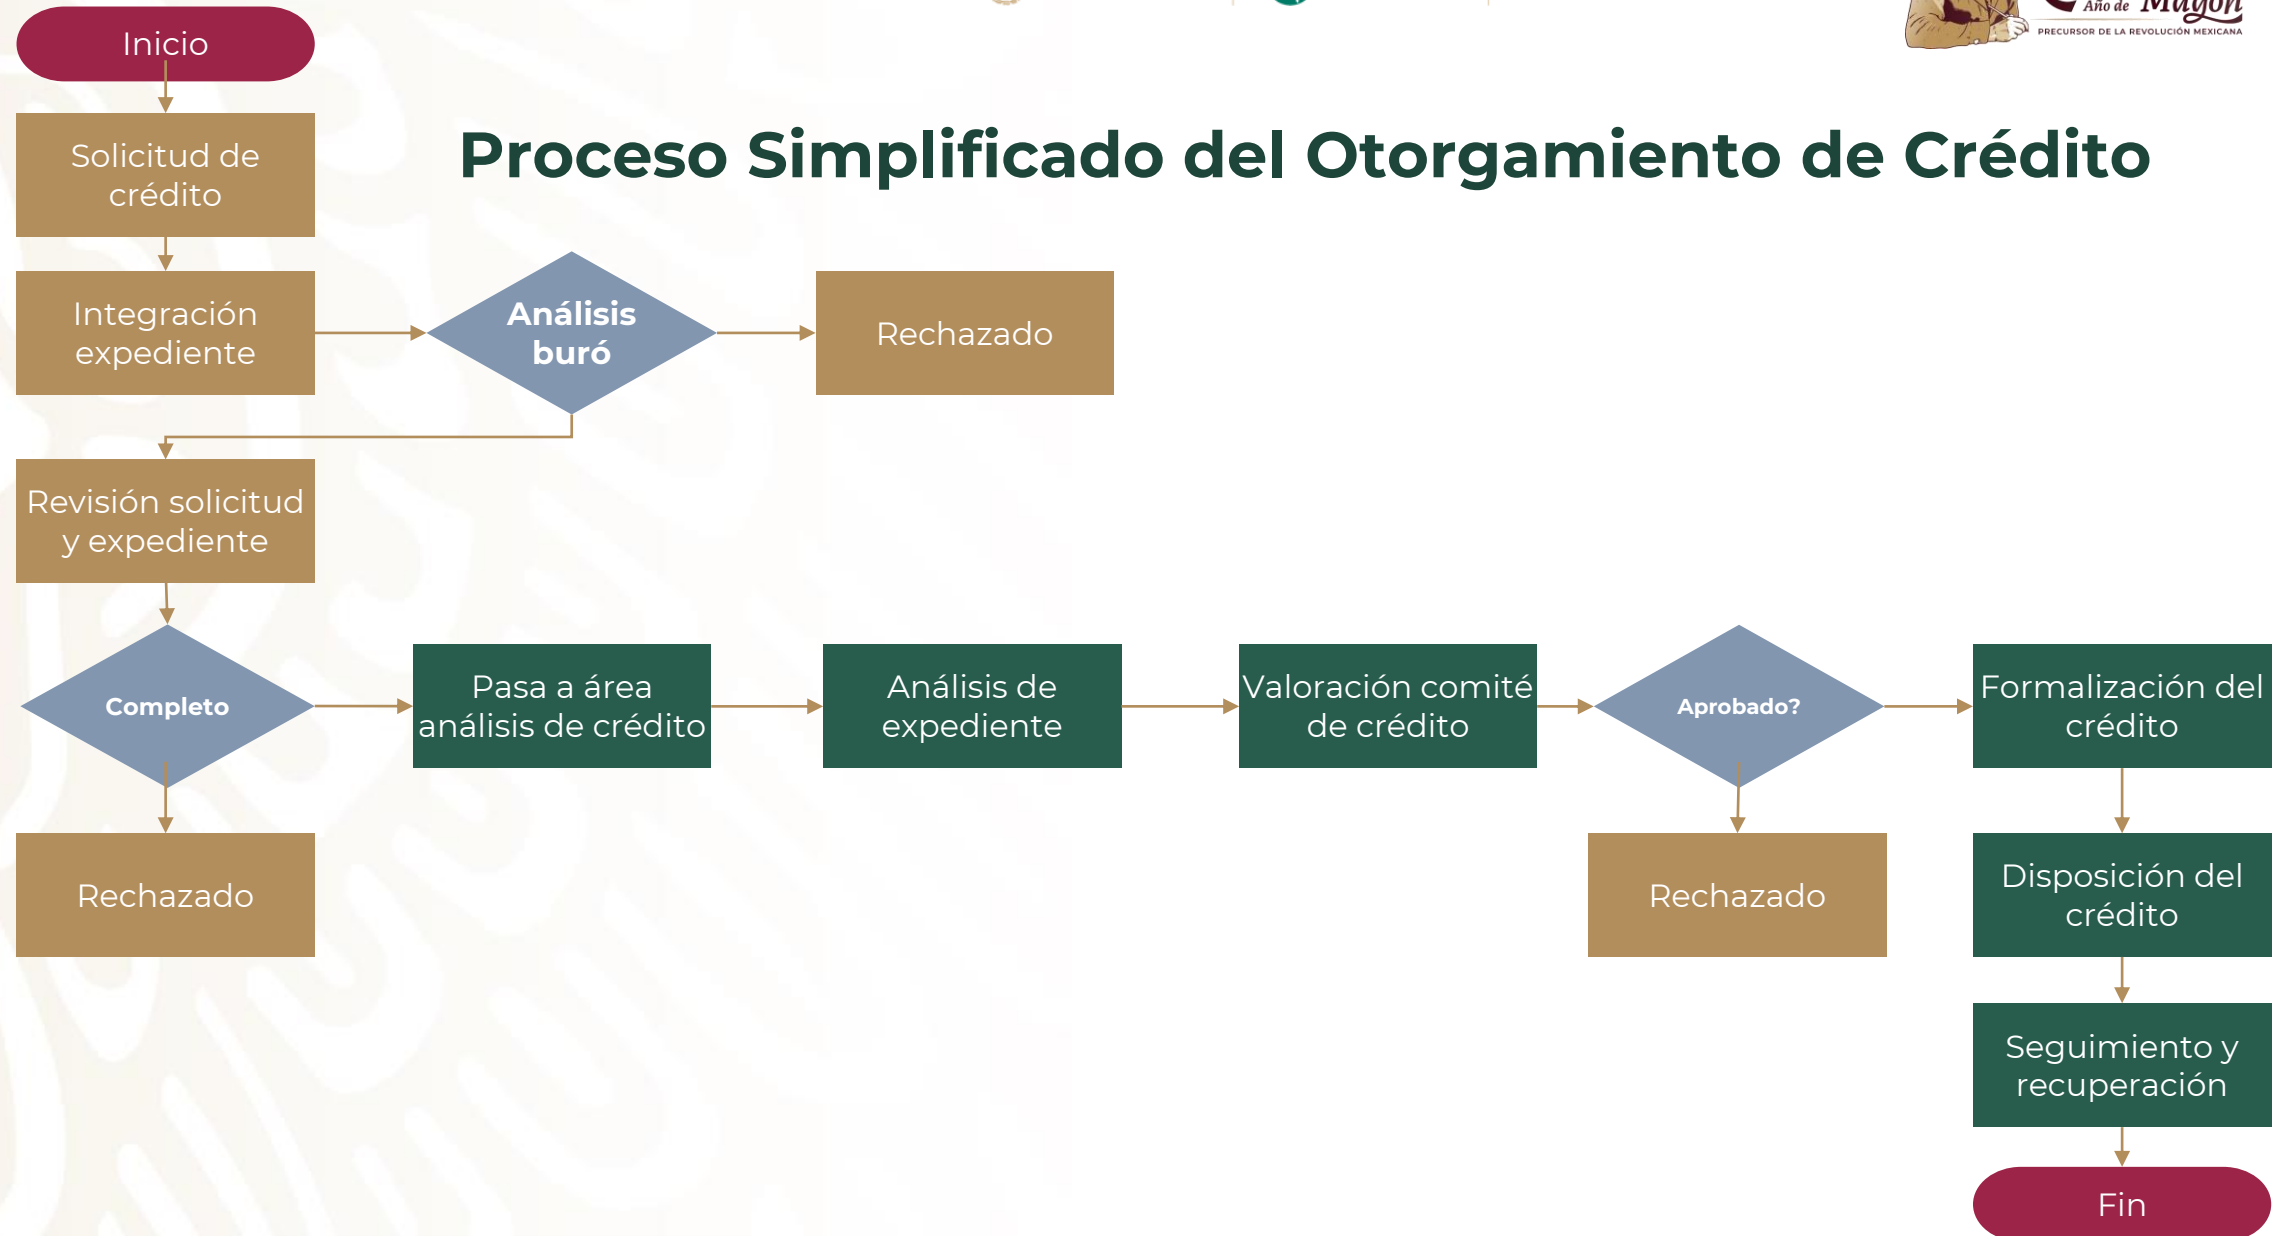 Año de Magón
PRECURSOR DE LA REVOLUCIÓN MEXICANA
Inicio
Proceso Simplificado del Otorgamiento de Crédito
Solicitud de
crédito
Integración
expediente
Análisis
buró
Rechazado
Revisión solicitud
y expediente
Completo
Pasa a área
análisis de crédito
Análisis de
expediente
Valoración comité
de crédito
Aprobado?
Formalización del
crédito
Rechazado
Rechazado
Disposición del
crédito
Seguimiento y
recuperación
Fin